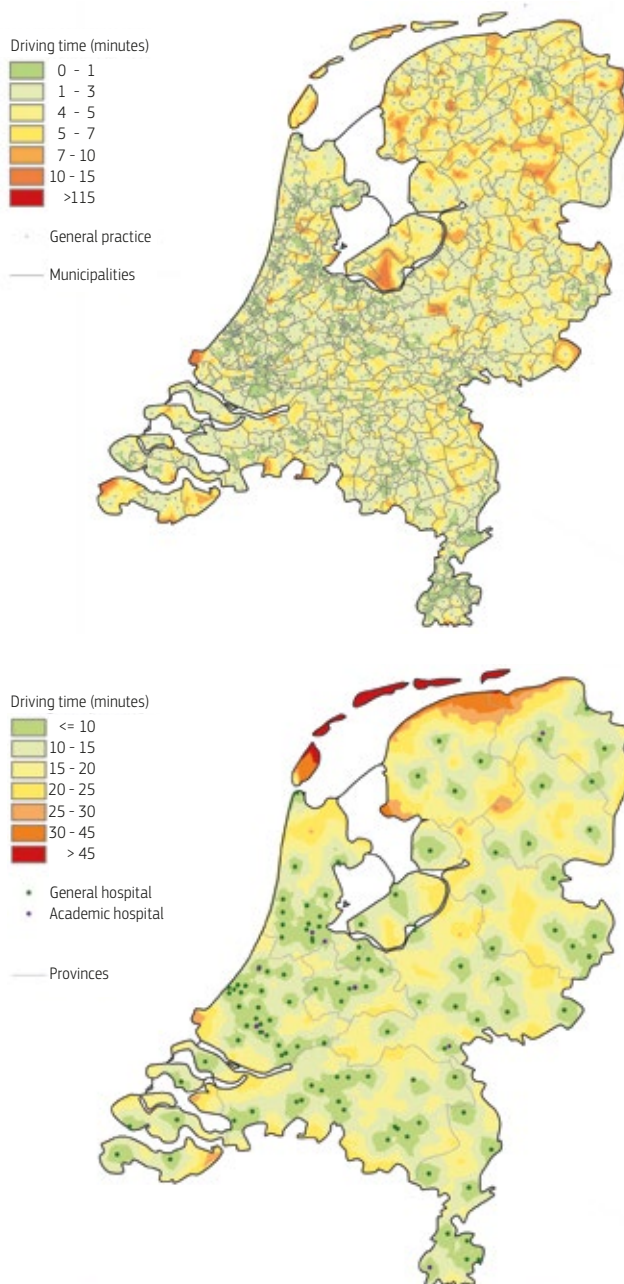 Driving time (minutes)
0 - 1
1 - 3
4 - 5
5 - 7
7 - 10
10 - 15
>115
General practice
Municipalities
Driving time (minutes)
<= 10
10 - 15
15 - 20
20 - 25
25 - 30
30 - 45
> 45
General hospital
Academic hospital
Provinces